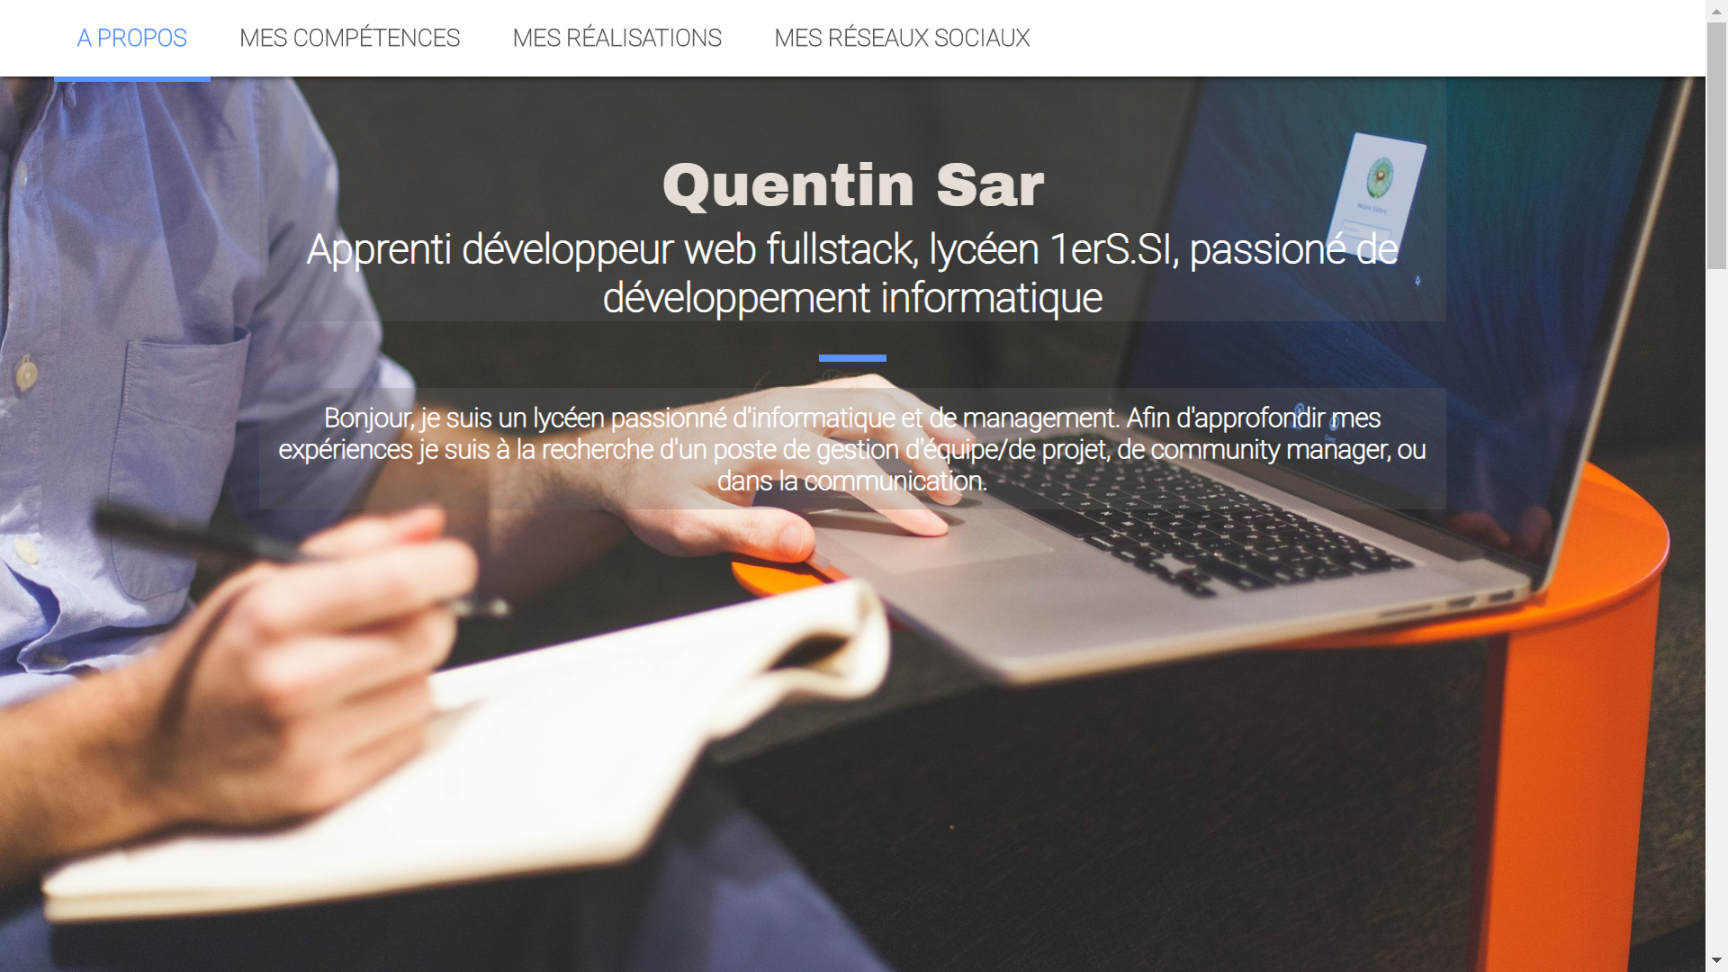 A PROPOS MES COMPÉTENCES MES RÉALISATIONS MES RÉSEAUX SOCIAUX
Quentin Sar
Apprenti développeur web fullstack, lycéen 1erS.SI, passioné de
développement informatique
Bonjour, je suis un lycéen passionné d'informatique et de management. Afin d'approfondir mes
expériences je suis à la recherche d'un poste de gestion d'équipe/de projet, de community manager, ou
dans la communication.